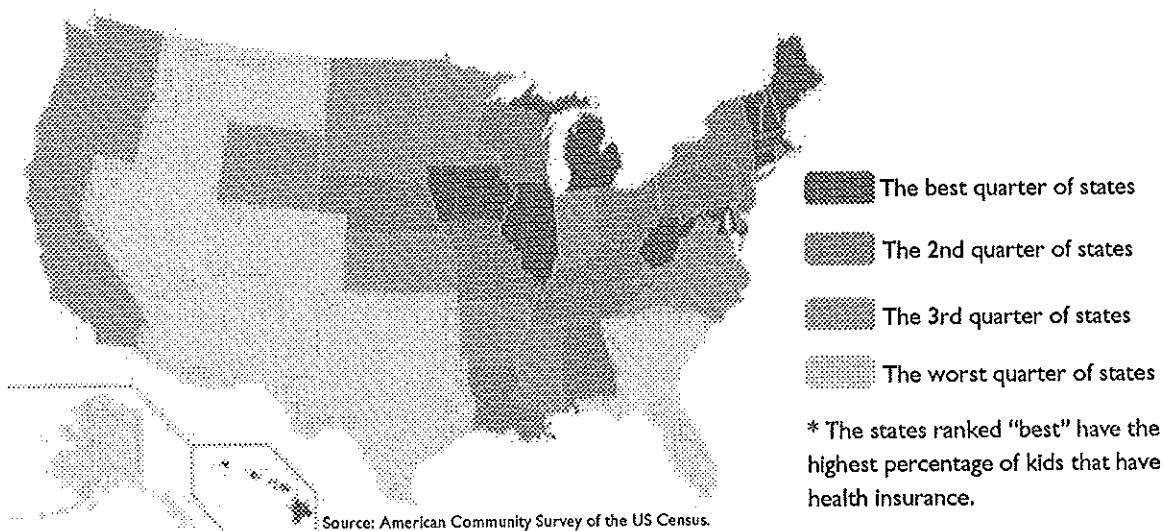 The best quarter of states
The 2nd quarter of states
The 3rd quarter of states
The worst quarter of states
* The states ranked "best" have the
highest percentage of kids that have
health insurance.
Source: American Community Survey of the US Census.